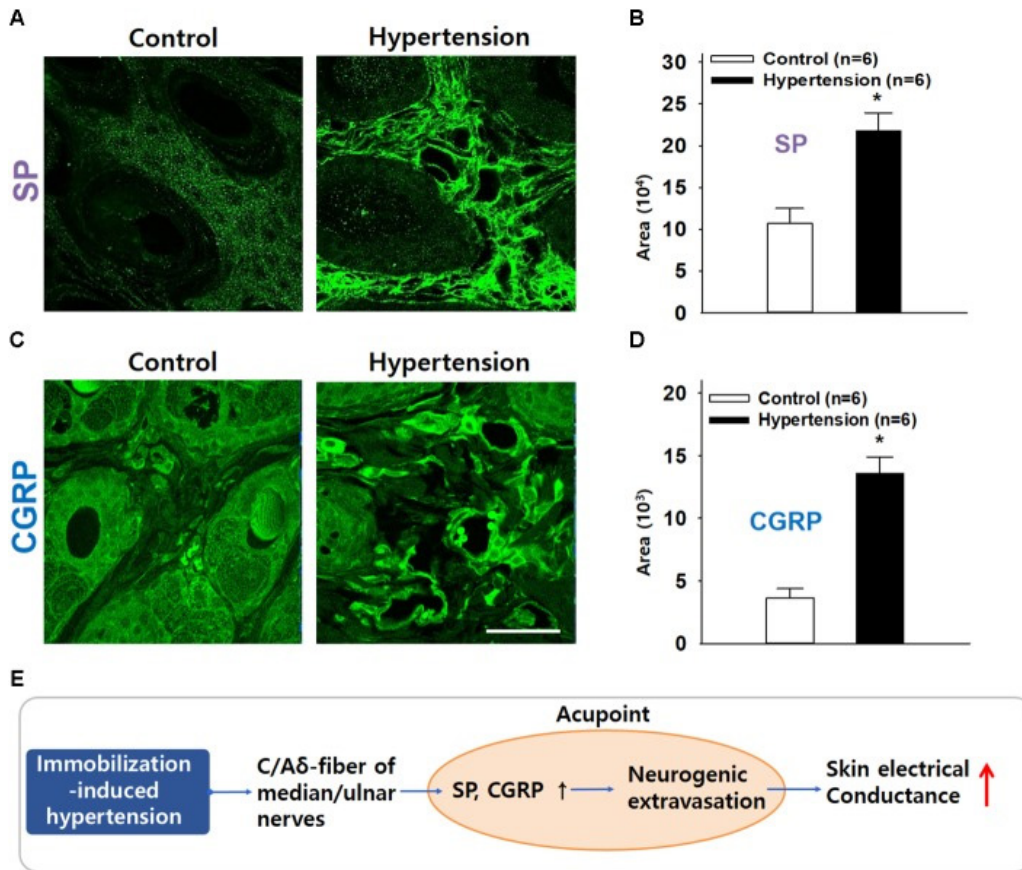 A
Control
Hypertension
SP
B
Control (n=6)
Hypertension (n=6)
*
SP
Area (10⁴)
30
25
20
15
10
5
0
C
Control
Hypertension
CGRP
D
Control (n=6)
Hypertension (n=6)
*
CGRP
Area (10³)
20
15
10
5
0
E
Immobilization
-induced
hypertension
C/Aδ-fiber of
median/ulnar
nerves
Acupoint
SP, CGRP ↑
Neurogenic
extravasation
Skin electrical
Conductance